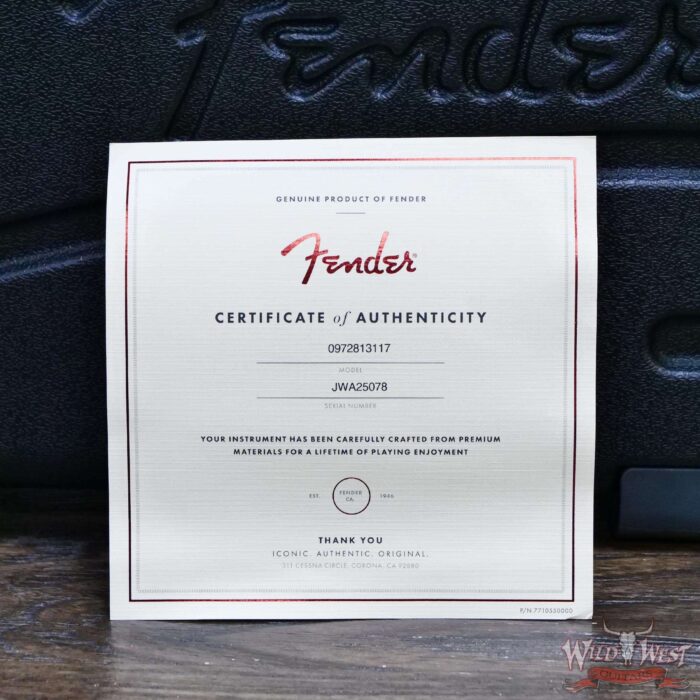 Fender
GENUINE PRODUCT OF FENDER
Fender®
CERTIFICATE of AUTHENTICITY
0972813117
MODEL
JWA25078
SERIAL NUMBER
YOUR INSTRUMENT HAS BEEN CAREFULLY CRAFTED FROM PREMIUM
MATERIALS FOR A LIFETIME OF PLAYING ENJOYMENT
EST. FENDER CA. 1946
THANK YOU
ICONIC. AUTHENTIC. ORIGINAL.
311 CESSNA CIRCLE, CORONA, CA 92880
P/N 7710550000
WILD WEST
GUITARS